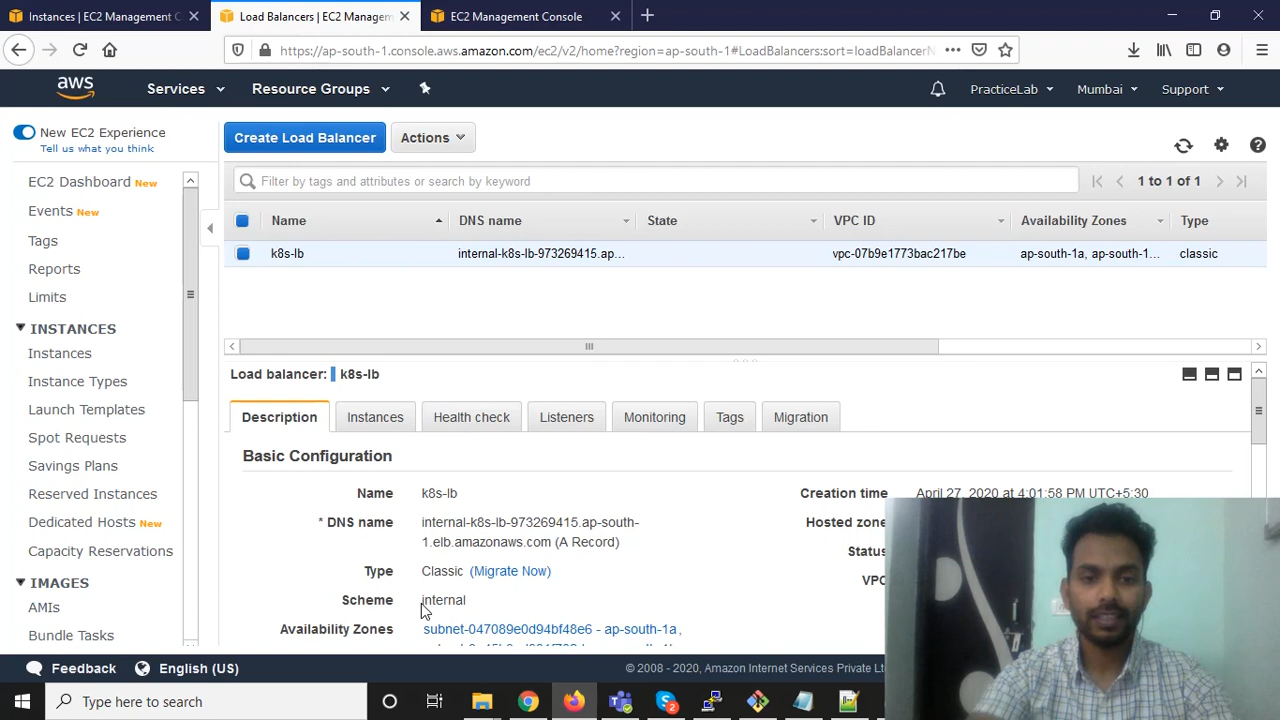 Instances | EC2 Management C
Load Balancers | EC2 Managem
EC2 Management Console
https://ap-south-1.console.aws.amazon.com/ec2/v2/home?region=ap-south-1#LoadBalancers:sort=loadBalancerN
aws
Services
Resource Groups
PracticeLab
Mumbai
Support
New EC2 Experience
Tell us what you think
EC2 Dashboard New
Events New
Tags
Reports
Limits
INSTANCES
Instances
Instance Types
Launch Templates
Spot Requests
Savings Plans
Reserved Instances
Dedicated Hosts New
Capacity Reservations
IMAGES
AMIs
Bundle Tasks
Create Load Balancer
Actions
Filter by tags and attributes or search by keyword
1 to 1 of 1
Name DNS name State VPC ID Availability Zones Type
k8s-lb internal-k8s-lb-973269415.ap... vpc-07b9e1773bac217be ap-south-1a, ap-south-1... classic
Load balancer: k8s-lb
Description Instances Health check Listeners Monitoring Tags Migration
Basic Configuration
Name k8s-lb
* DNS name internal-k8s-lb-973269415.ap-south-
1.elb.amazonaws.com (A Record)
Type Classic (Migrate Now)
Scheme internal
Availability Zones subnet-047089e0d94bf48e6 - ap-south-1a,
Creation time April 27, 2020 at 4:01:58 PM UTC+5:30
Hosted zone
Status
VPC
Feedback
English (US)
© 2008 - 2020, Amazon Internet Services Private Lt
Type here to search
2